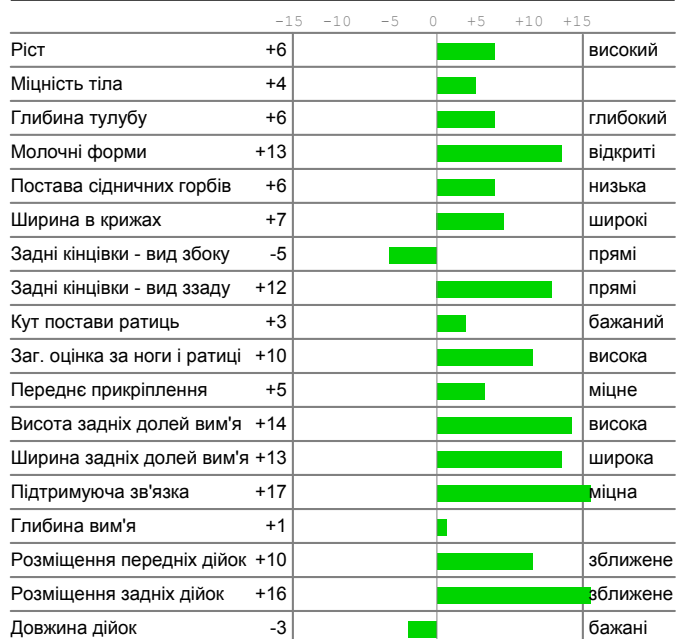 -15 -10 -5 0 +5 +10 +15
Ріст +6 високий
Міцність тіла +4
Глибина тулубу +6 глибокий
Молочні форми +13 відкриті
Постава сідничних горбів +6 низька
Ширина в крижах +7 широкі
Задні кінцівки - вид збоку -5 прямі
Задні кінцівки - вид ззаду +12 прямі
Кут постави ратиць +3 бажаний
Заг. оцінка за ноги і ратиці +10 висока
Переднє прикріплення +5 міцне
Висота задніх долей вим'я +14 висока
Ширина задніх долей вим'я +13 широка
Підтримуюча зв'язка +17 міцна
Глибина вим'я +1
Розміщення передніх дійок +10 зближене
Розміщення задніх дійок +16 зближене
Довжина дійок -3 бажані